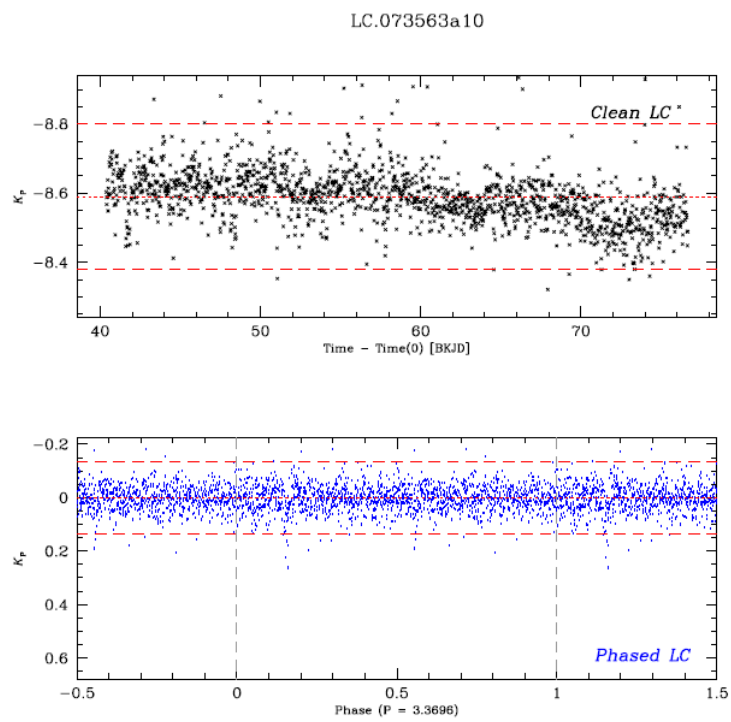 LC.073563a10
Clean LC
−8.8
−8.6
−8.4
Kp
40
50
60
70
Time − Time(0) [BKJD]
−0.2
0
0.2
0.4
0.6
Kp
Phased LC
−0.5
0
0.5
1
1.5
Phase (P = 3.3696)